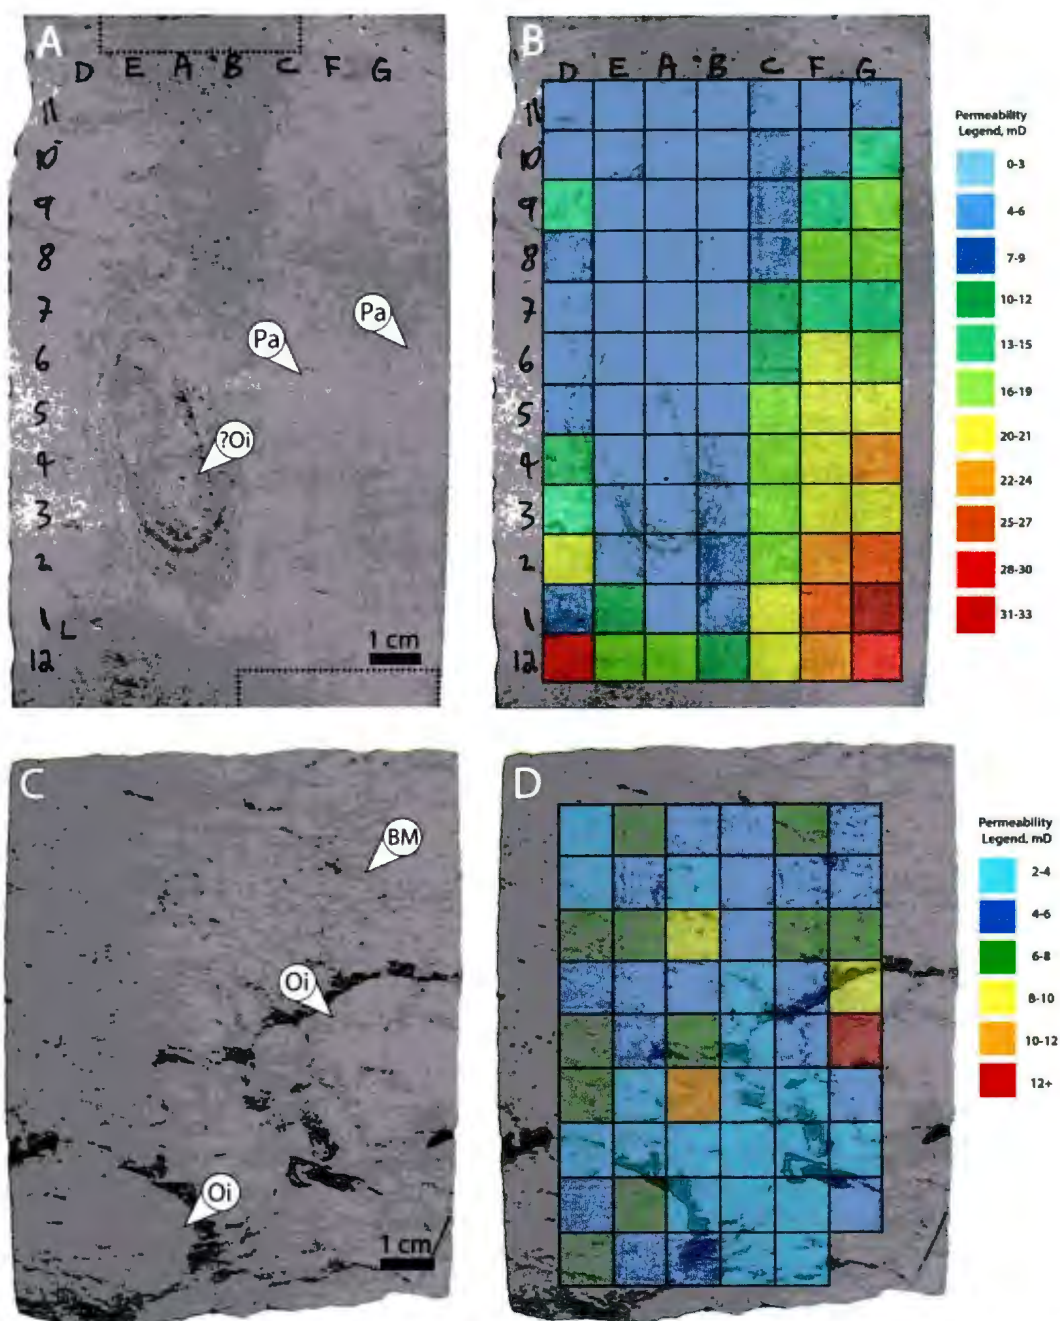 A
D E A B C F G
11
10
9
8
7
6
5
4
3
2
1 L
12
Pa
Pa
?Oi
1 cm
B
D E A B C F G
11
10
9
8
7
6
5
4
3
2
1
12
Permeability
Legend, mD
0-3
4-6
7-9
10-12
13-15
16-19
20-21
22-24
25-27
28-30
31-33
C
BM
Oi
Oi
1 cm
D
Permeability
Legend, mD
2-4
4-6
6-8
8-10
10-12
12+